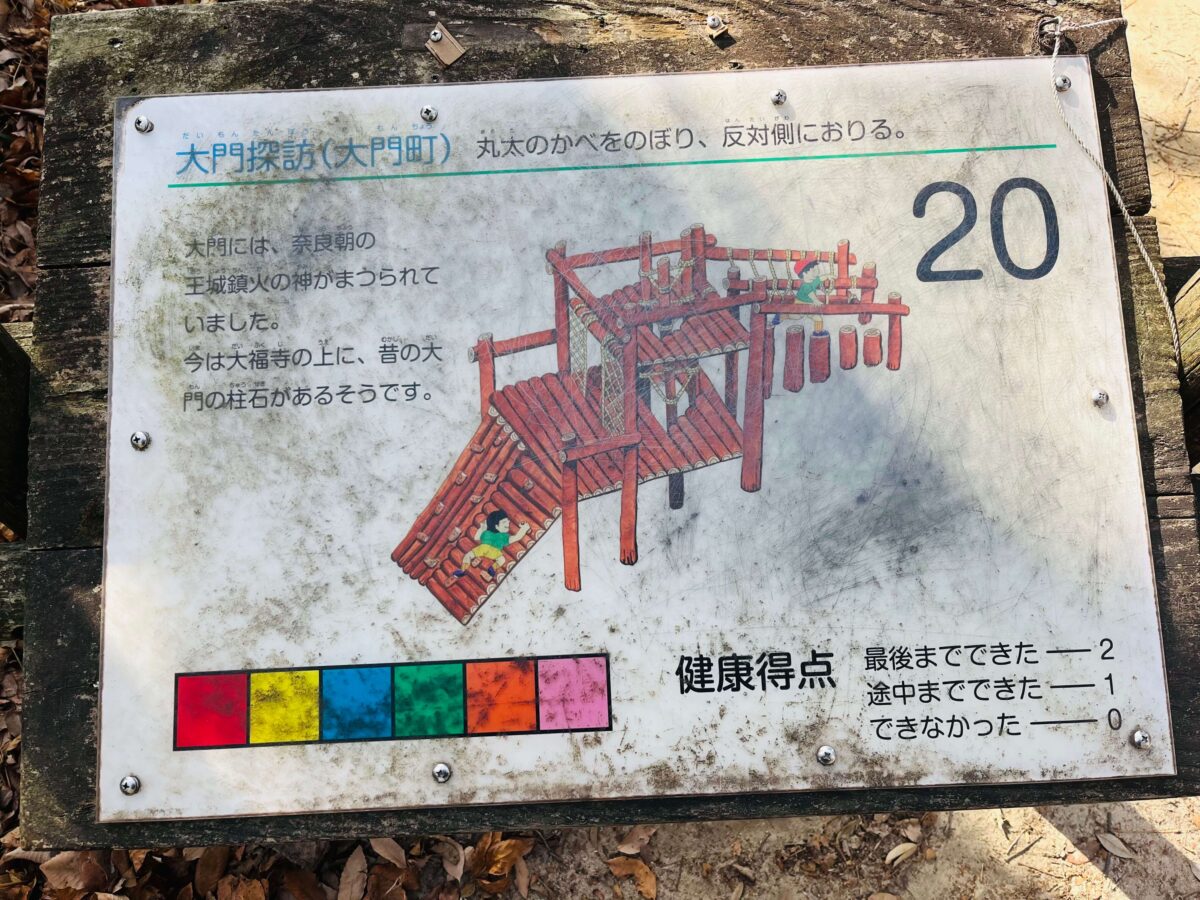 大門探訪(大門町) 丸太のかべをのぼり、反対側におりる。
20
大門には、奈良朝の
王城鎮火の神がまつられて
いました。
今は大福寺の上に、昔の大
門の柱石があるそうです。
健康得点
最後までできた ── 2
途中までできた ── 1
できなかった ─── 0